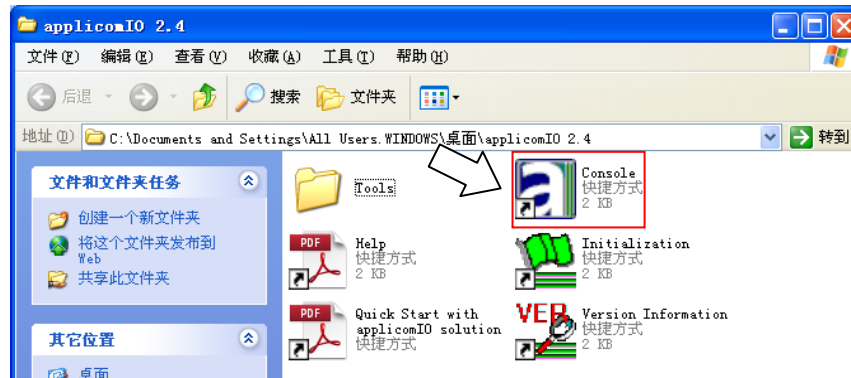 applicomIO 2.4
文件(F) 编辑(E) 查看(V) 收藏(A) 工具(T) 帮助(H)
后退 搜索 文件夹
地址(D) C:\Documents and Settings\All Users.WINDOWS\桌面\applicomIO 2.4 转到
文件和文件夹任务
创建一个新文件夹
将这个文件夹发布到
Web
共享此文件夹
其它位置
桌面
Tools
Console
快捷方式
2 KB
PDF
Help
快捷方式
2 KB
Initialization
快捷方式
2 KB
PDF
Quick Start with
applicomIO solution
快捷方式
VER
Version Information
快捷方式
2 KB